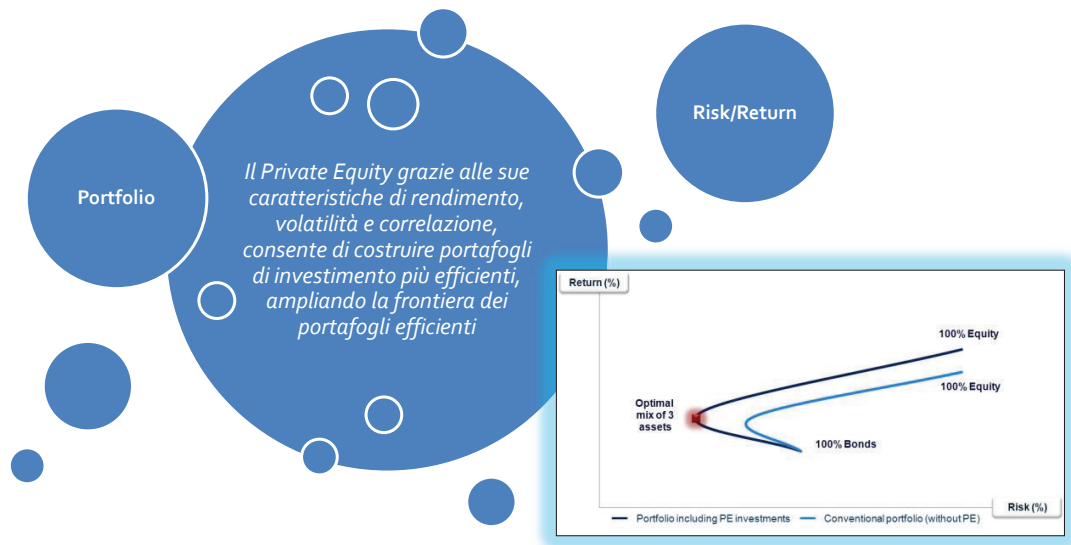 Portfolio
Il Private Equity grazie alle sue
caratteristiche di rendimento,
volatilità e correlazione,
consente di costruire portafogli
di investimento più efficienti,
ampliando la frontiera dei
portafogli efficienti
Risk/Return
Return (%)
100% Equity
100% Equity
Optimal
mix of 3
assets
100% Bonds
Risk (%)
Portfolio including PE investments
Conventional portfolio (without PE)